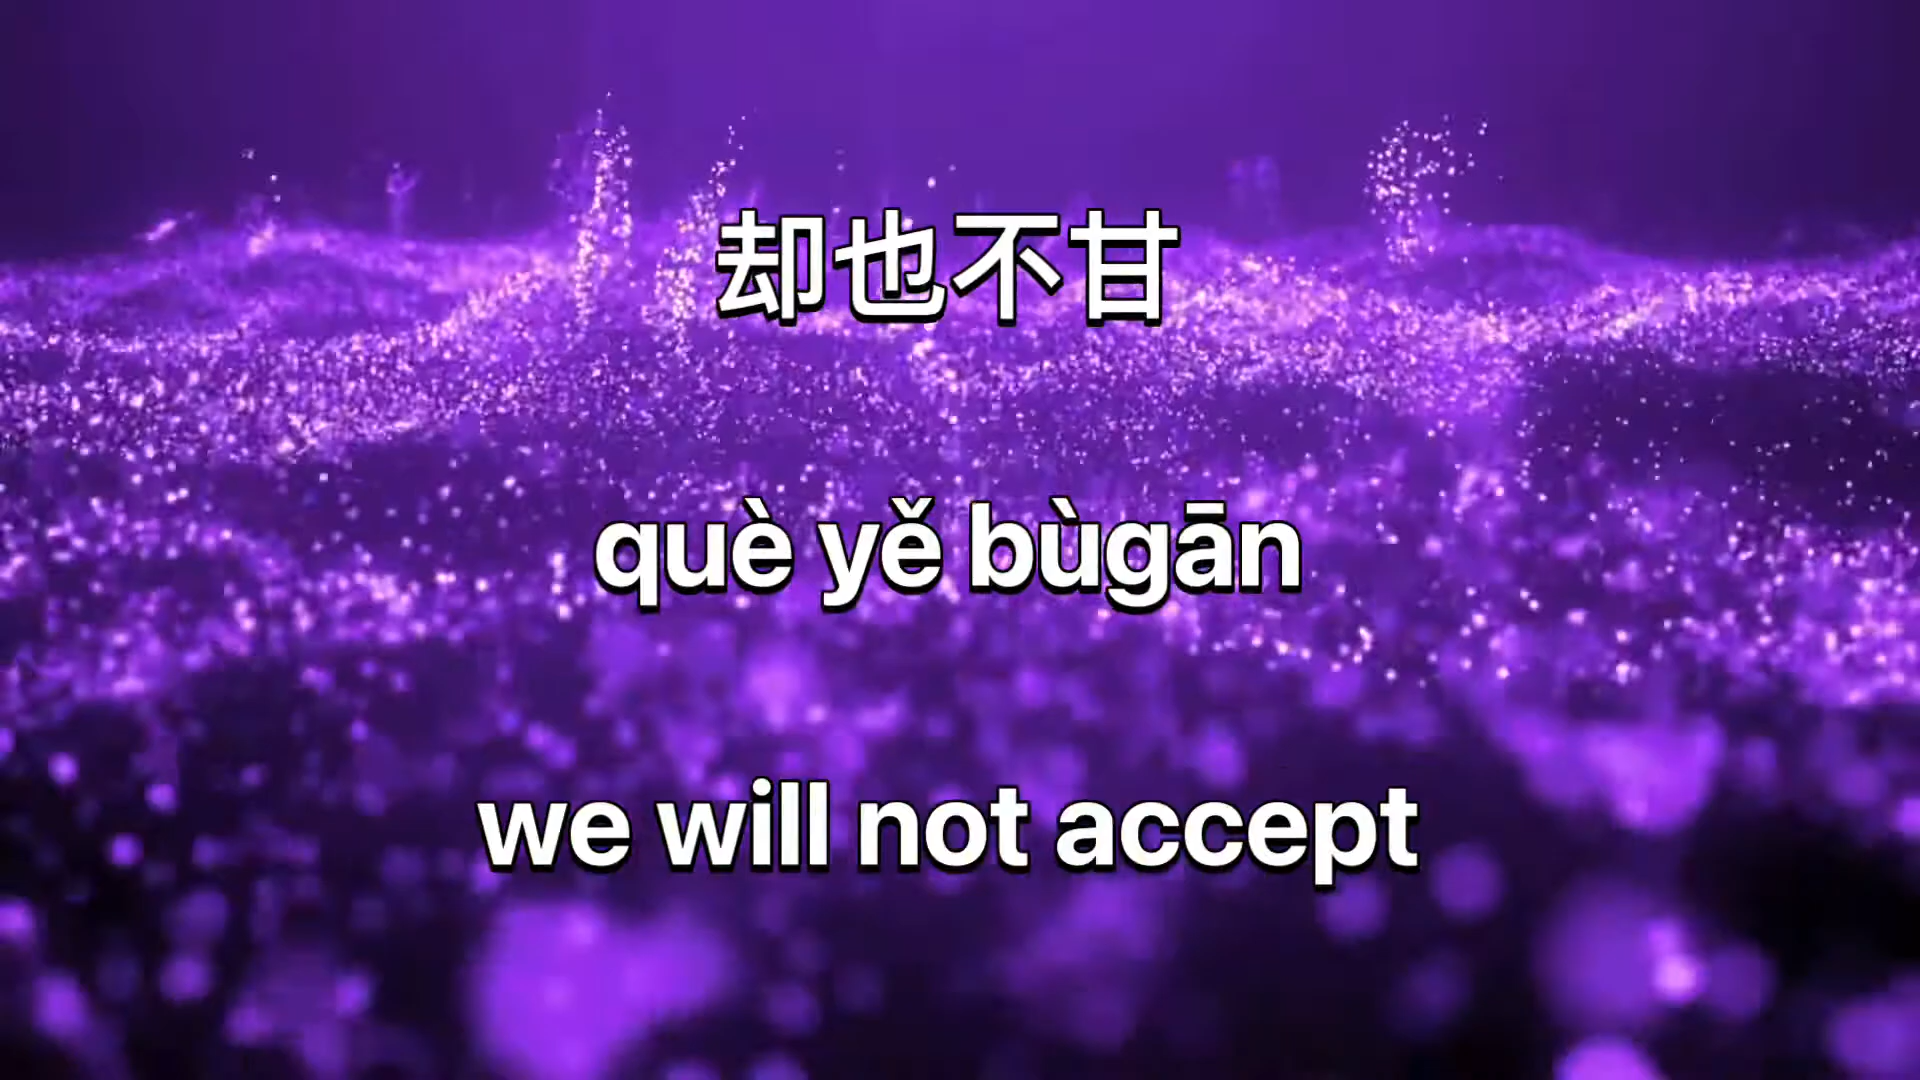 却也不甘
què yě bùgān
we will not accept